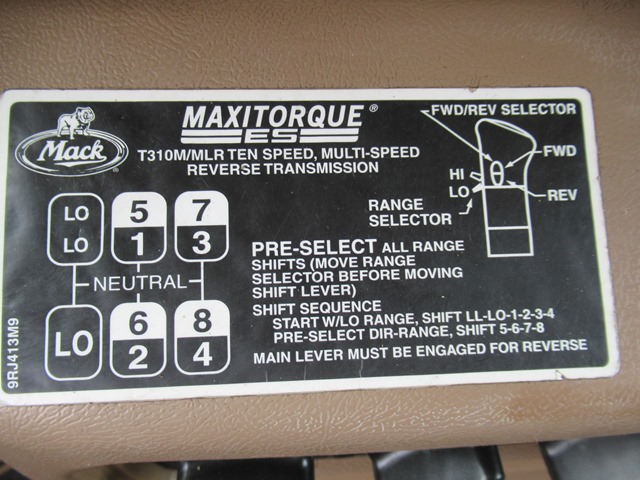 Mack®
MAXITORQUE®
ES
T310M/MLR TEN SPEED, MULTI-SPEED
REVERSE TRANSMISSION
FWD/REV SELECTOR
FWD
HI
LO
REV
RANGE
SELECTOR
LO 5 7
LO 1 3
NEUTRAL
LO 6 8
2 4
PRE-SELECT ALL RANGE
SHIFTS (MOVE RANGE
SELECTOR BEFORE MOVING
SHIFT LEVER)
SHIFT SEQUENCE
START W/LO RANGE, SHIFT LL-LO-1-2-3-4
PRE-SELECT DIR-RANGE, SHIFT 5-6-7-8
MAIN LEVER MUST BE ENGAGED FOR REVERSE
9RJ413M9